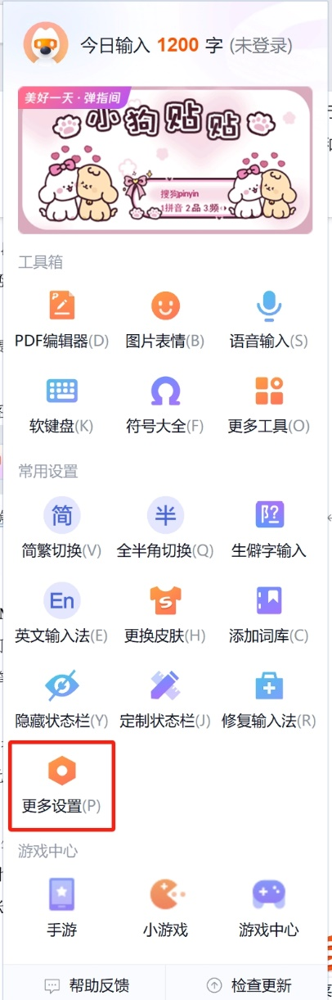 今日输入 1200 字 (未登录)
美好一天·弹指间
小狗贴贴
搜狗pinyin
1拼音 2品 3频
工具箱
PDF编辑器(D) 图片表情(B) 语音输入(S)
软键盘(K) 符号大全(F) 更多工具(O)
常用设置
简 半
简繁切换(V) 全半角切换(Q) 生僻字输入
En
英文输入法(E) 更换皮肤(H) 添加词库(C)
隐藏状态栏(Y) 定制状态栏(J) 修复输入法(R)
更多设置(P)
游戏中心
手游 小游戏 游戏中心
帮助反馈 检查更新